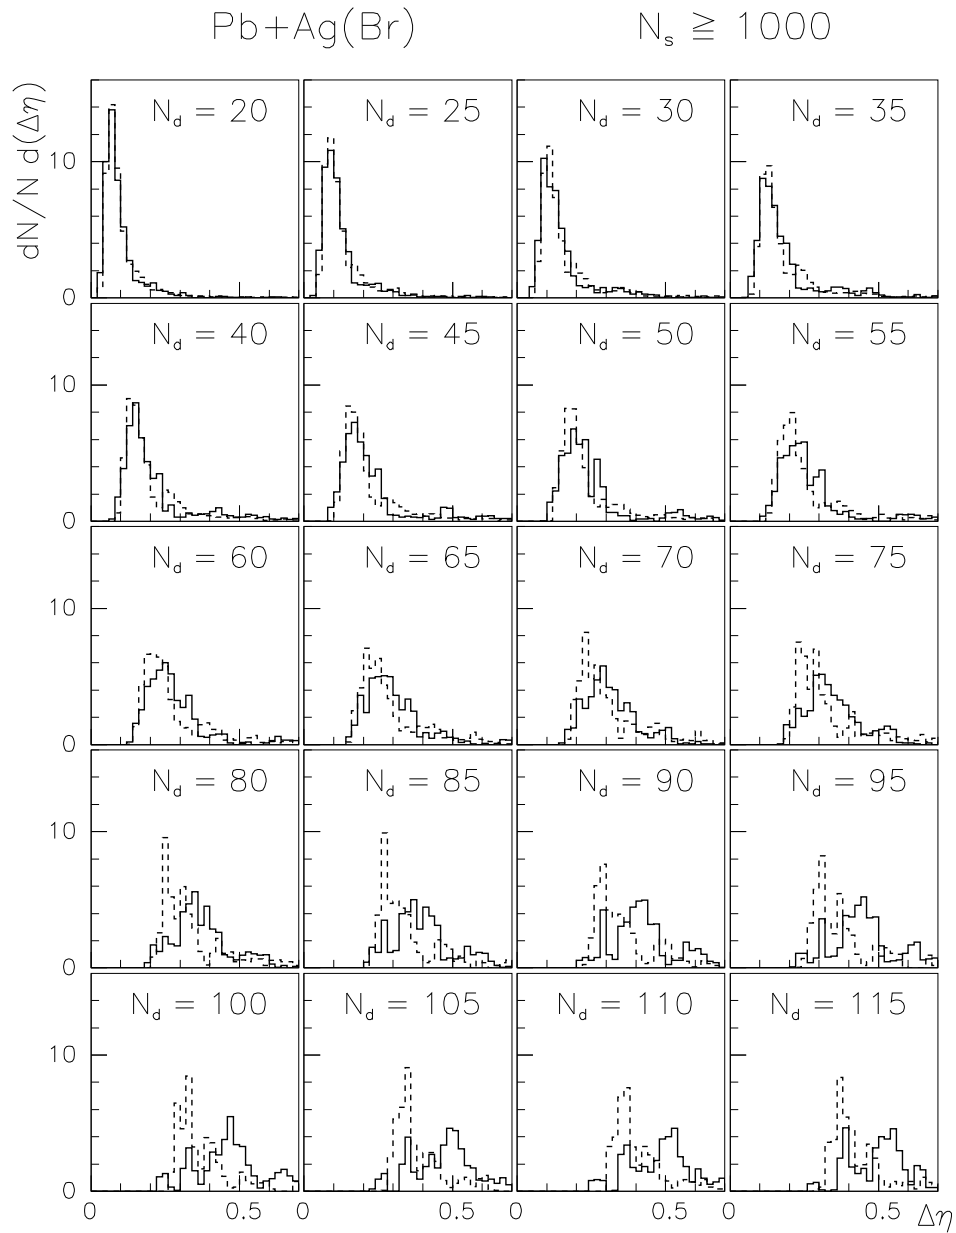 Pb+Ag(Br) N_s ≧ 1000
dN/N d(Δη)
N_d = 20 N_d = 25 N_d = 30 N_d = 35
10
0
N_d = 40 N_d = 45 N_d = 50 N_d = 55
10
0
N_d = 60 N_d = 65 N_d = 70 N_d = 75
10
0
N_d = 80 N_d = 85 N_d = 90 N_d = 95
10
0
N_d = 100 N_d = 105 N_d = 110 N_d = 115
10
0
0 0.5 0 0.5 0 0.5 0 0.5 Δη